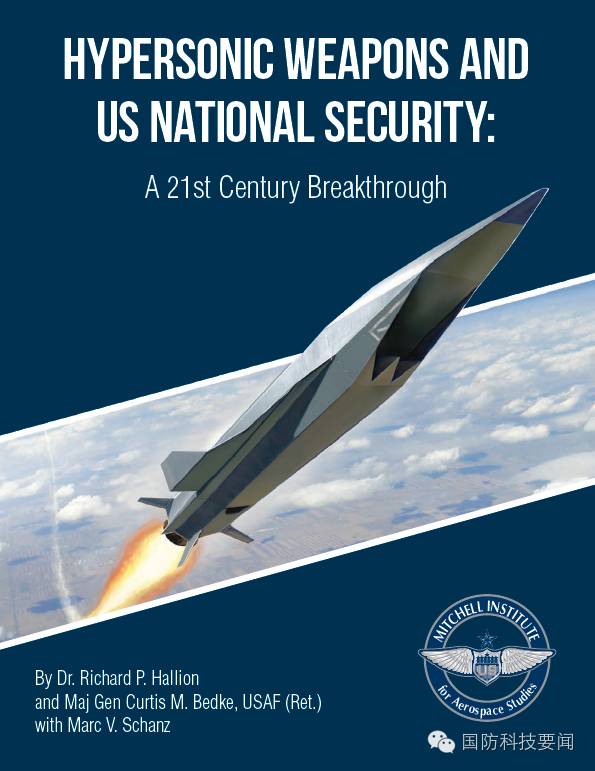 HYPERSONIC WEAPONS AND
US NATIONAL SECURITY:
A 21st Century Breakthrough
By Dr. Richard P. Hallion
and Maj Gen Curtis M. Bedke, USAF (Ret.)
with Marc V. Schanz
MITCHELL INSTITUTE
US
for Aerospace Studies
国防科技要闻